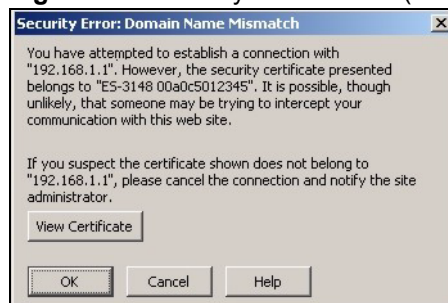 Security Error: Domain Name Mismatch
You have attempted to establish a connection with
"192.168.1.1". However, the security certificate presented
belongs to "ES-3148 00a0c5012345". It is possible, though
unlikely, that someone may be trying to intercept your
communication with this web site.
If you suspect the certificate shown does not belong to
"192.168.1.1", please cancel the connection and notify the site
administrator.
View Certificate
OK Cancel Help